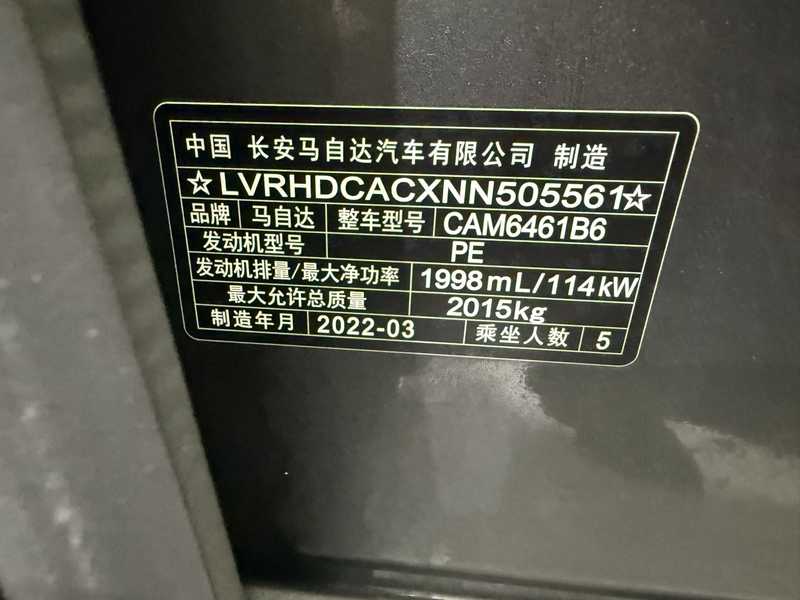 中国 长安马自达汽车有限公司 制造
☆LVRHDCACXNN505561☆
品牌 马自达 整车型号 CAM6461B6
发动机型号 PE
发动机排量/最大净功率 1998mL/114kW
最大允许总质量 2015kg
制造年月 2022-03 乘坐人数 5